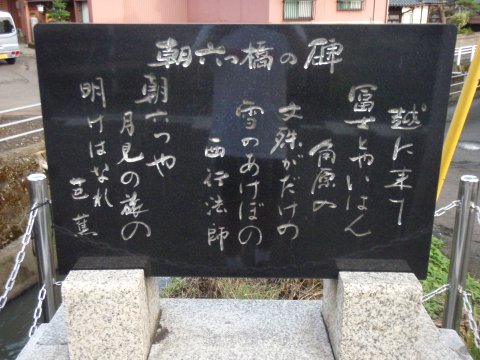 朝六つ橋の碑
越に来て
冨士とやいはん
角原の
文殊がだけの
雪のあけぼの
西行法師
朝六つや
月見の旅の
明けはなれ
芭蕉